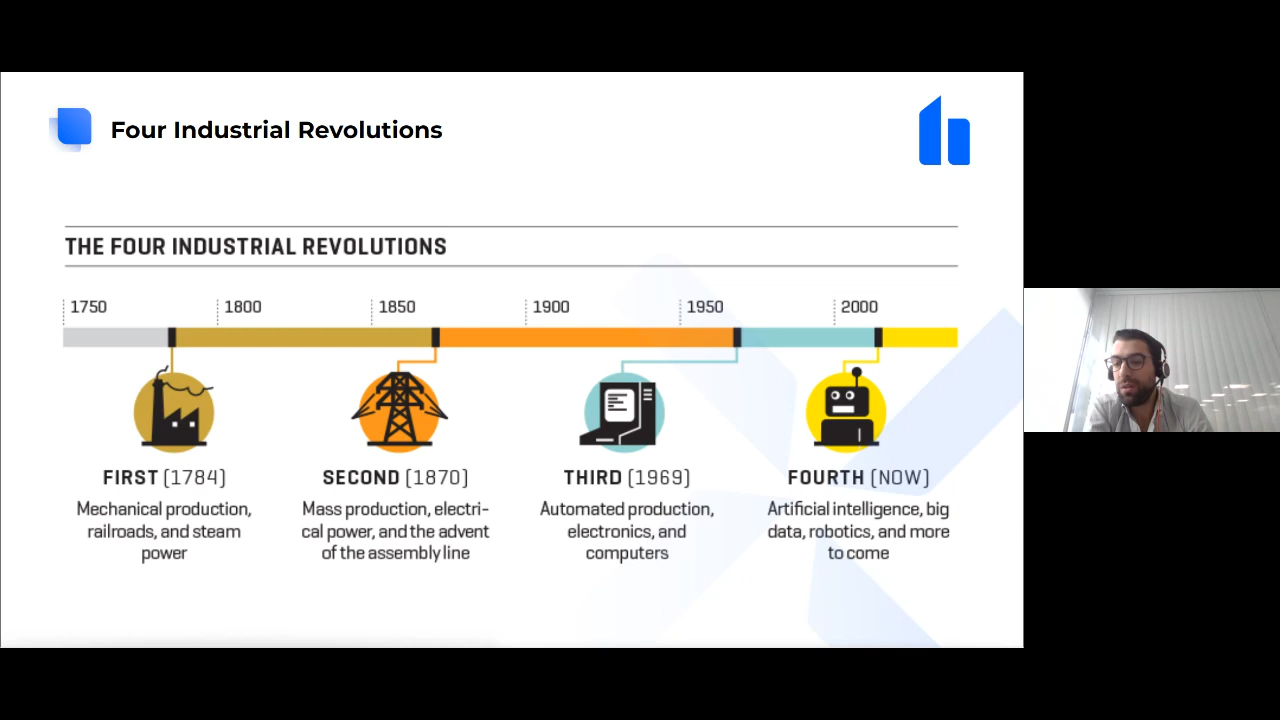 Four Industrial Revolutions
THE FOUR INDUSTRIAL REVOLUTIONS
1750 1800 1850 1900 1950 2000
FIRST (1784)
Mechanical production,
railroads, and steam
power
SECOND (1870)
Mass production, electri-
cal power, and the advent
of the assembly line
THIRD (1969)
Automated production,
electronics, and
computers
FOURTH (NOW)
Artificial intelligence, big
data, robotics, and more
to come